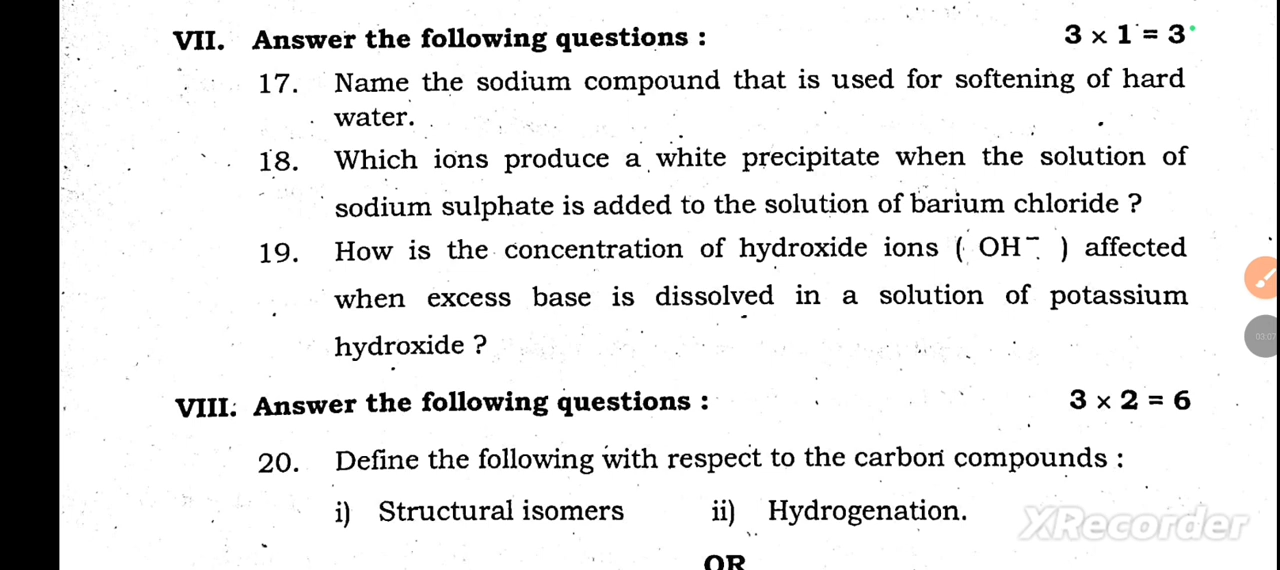 VII. Answer the following questions : 3 × 1 = 3
17. Name the sodium compound that is used for softening of hard
water.
18. Which ions produce a white precipitate when the solution of
sodium sulphate is added to the solution of barium chloride ?
19. How is the concentration of hydroxide ions ( OH⁻ ) affected
when excess base is dissolved in a solution of potassium
hydroxide ?
03:07
VIII. Answer the following questions : 3 × 2 = 6
20. Define the following with respect to the carbon compounds :
i) Structural isomers ii) Hydrogenation.
XRecorder
OR